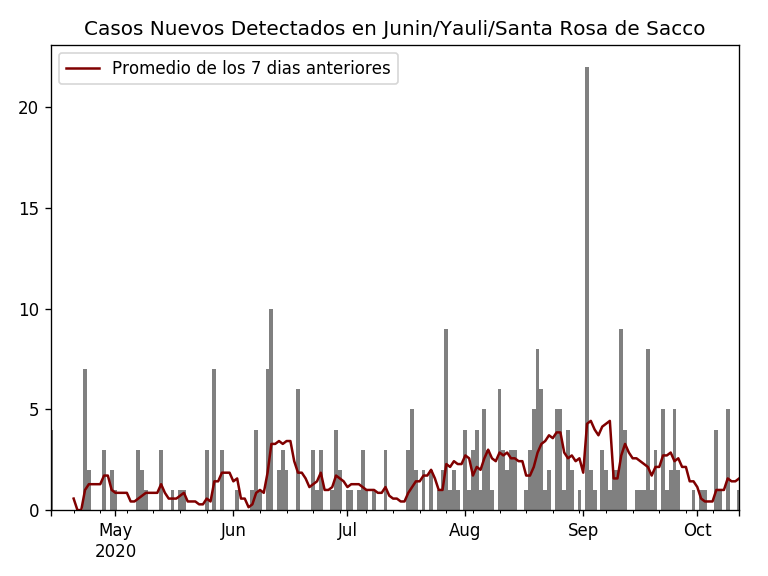 Casos Nuevos Detectados en Junin/Yauli/Santa Rosa de Sacco
Promedio de los 7 dias anteriores
20
15
10
5
0
May Jun Jul Aug Sep Oct
2020